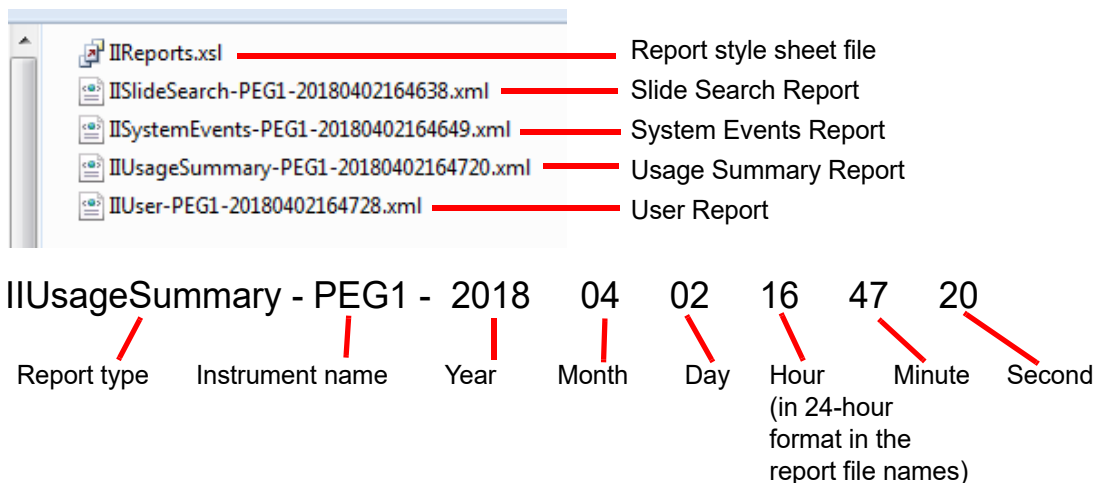 IIReports.xsl Report style sheet file
IISlideSearch-PEG1-20180402164638.xml Slide Search Report
IISystemEvents-PEG1-20180402164649.xml System Events Report
IIUsageSummary-PEG1-20180402164720.xml Usage Summary Report
IIUser-PEG1-20180402164728.xml User Report
IIUsageSummary - PEG1 - 2018 04 02 16 47 20
Report type Instrument name Year Month Day Hour Minute Second
(in 24-hour
format in the
report file names)